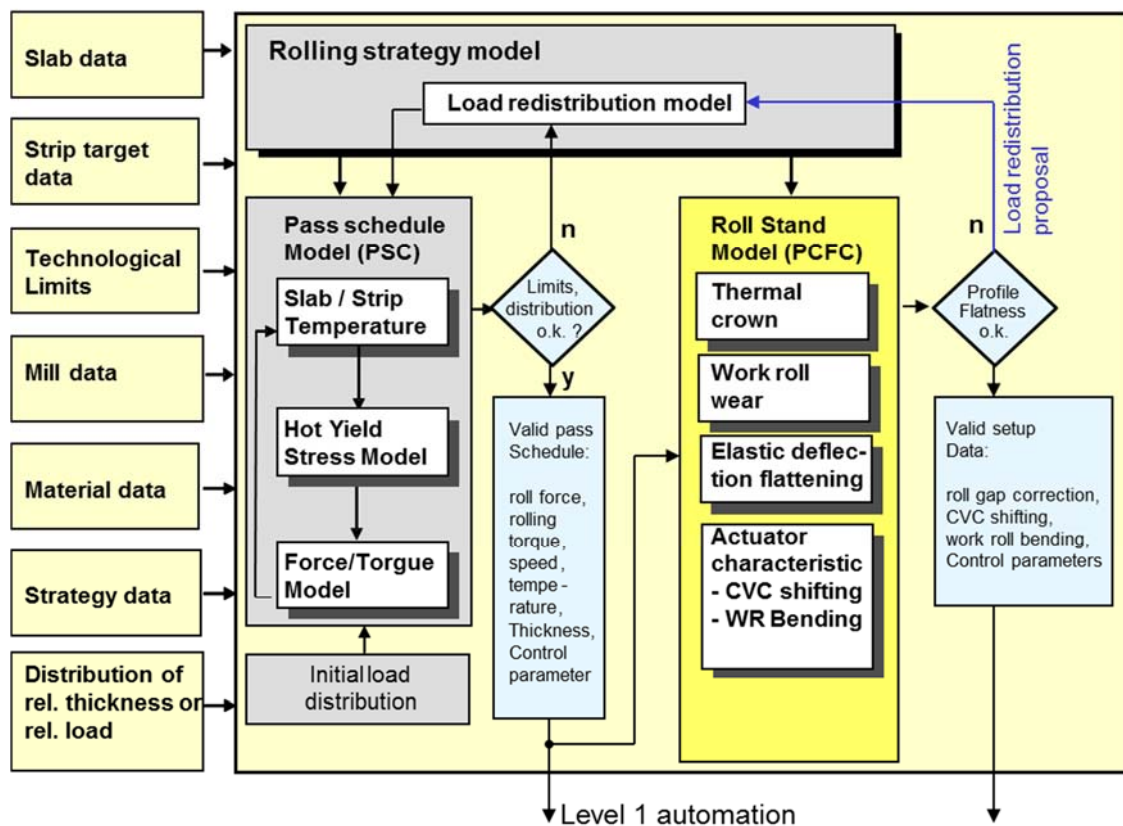 Slab data
Strip target
data
Technological
Limits
Mill data
Material data
Strategy data
Distribution of
rel. thickness or
rel. load
Rolling strategy model
Load redistribution model
Load redistribution
proposal
Pass schedule
Model (PSC)
Slab / Strip
Temperature
Hot Yield
Stress Model
Force/Torgue
Model
Initial load
distribution
n
Limits,
distribution
o.k. ?
y
Valid pass
Schedule:
roll force,
rolling
torque,
speed,
tempe-
rature,
Thickness,
Control
parameter
Roll Stand
Model (PCFC)
Thermal
crown
Work roll
wear
Elastic deflec-
tion flattening
Actuator
characteristic
- CVC shifting
- WR Bending
n
Profile
Flatness
o.k.
Valid setup
Data:
roll gap correction,
CVC shifting,
work roll bending,
Control parameters
Level 1 automation